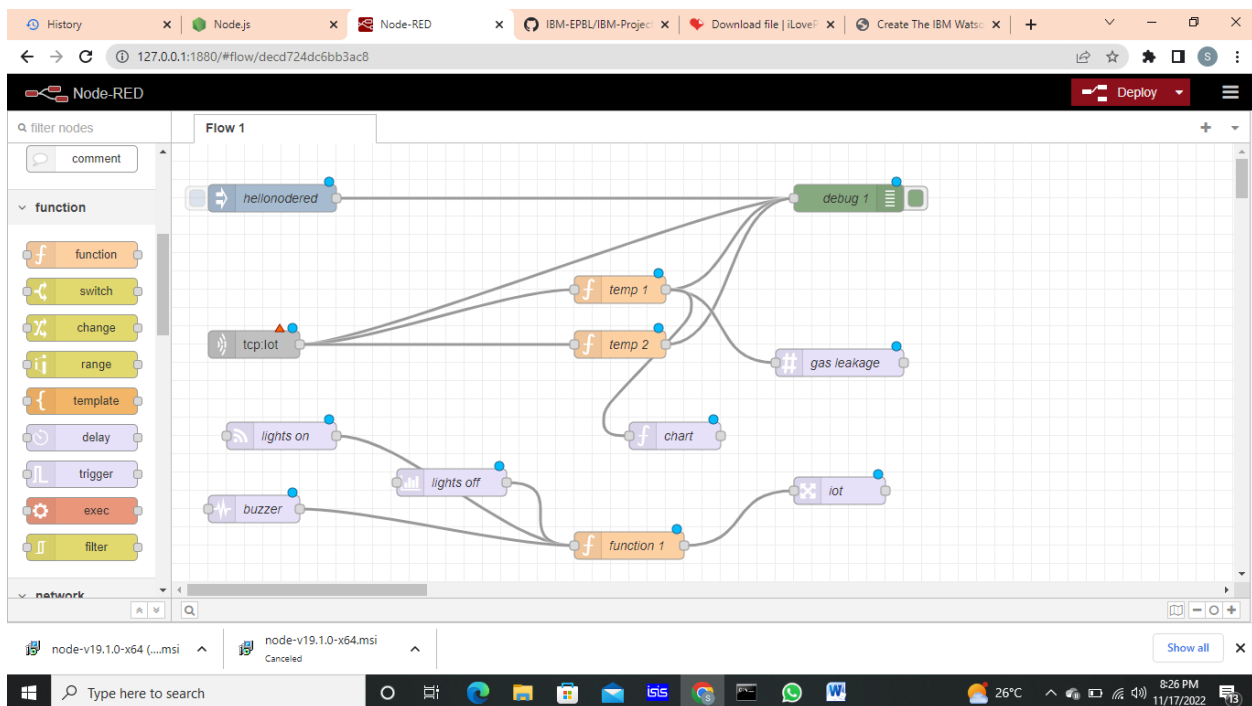 History
Node.js
Node-RED
IBM-EPBL/IBM-Project
Download file | iLoveP
Create The IBM Watso
127.0.0.1:1880/#flow/decd724dc6bb3ac8
S
Node-RED
Deploy
filter nodes
Flow 1
comment
function
function
switch
change
range
template
delay
trigger
exec
filter
network
hellonodered
debug 1
temp 1
tcp:Iot
temp 2
gas leakage
lights on
chart
lights off
iot
buzzer
function 1
node-v19.1.0-x64 (....msi
node-v19.1.0-x64.msi
Canceled
Show all
Type here to search
isis
26°C
8:26 PM
11/17/2022
13